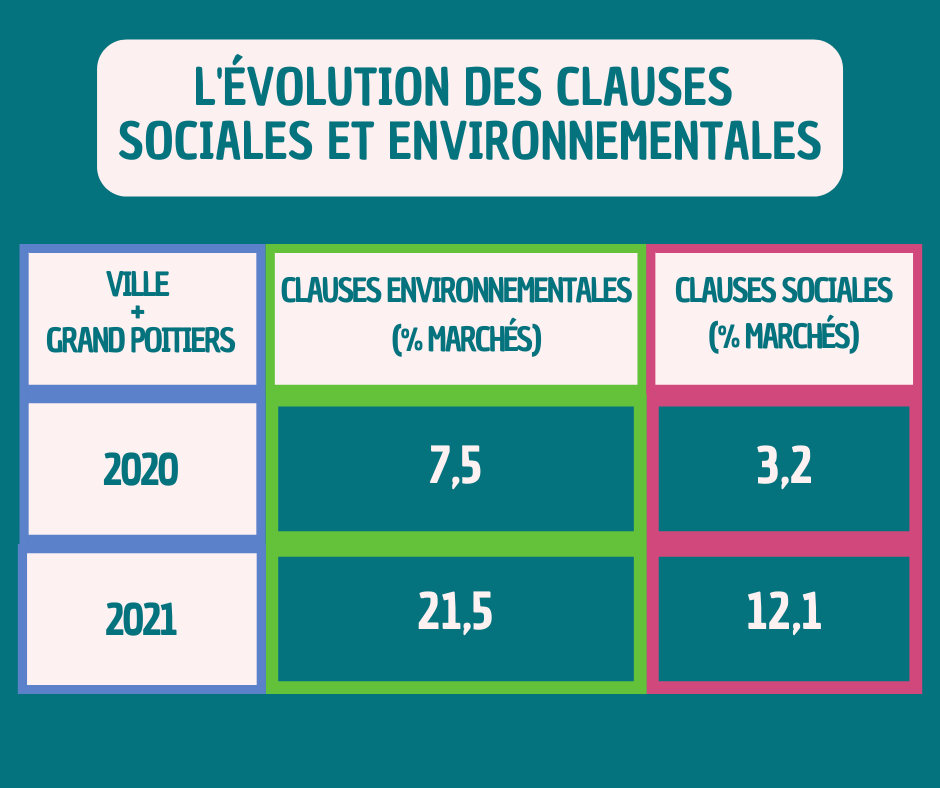 L'ÉVOLUTION DES CLAUSES
SOCIALES ET ENVIRONNEMENTALES
VILLE
+
GRAND POITIERS
CLAUSES ENVIRONNEMENTALES
(% MARCHÉS)
CLAUSES SOCIALES
(% MARCHÉS)
2020
7,5
3,2
2021
21,5
12,1